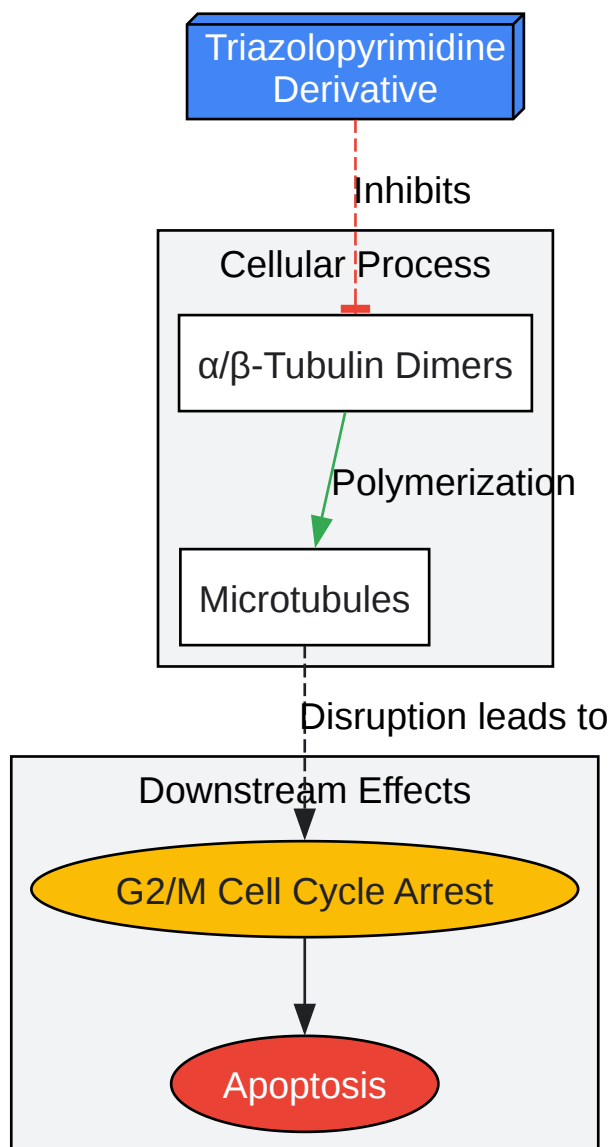 Triazolopyrimidine
Derivative
Inhibits
Cellular Process
α/β-Tubulin Dimers
Polymerization
Microtubules
Disruption leads to
Downstream Effects
G2/M Cell Cycle Arrest
Apoptosis